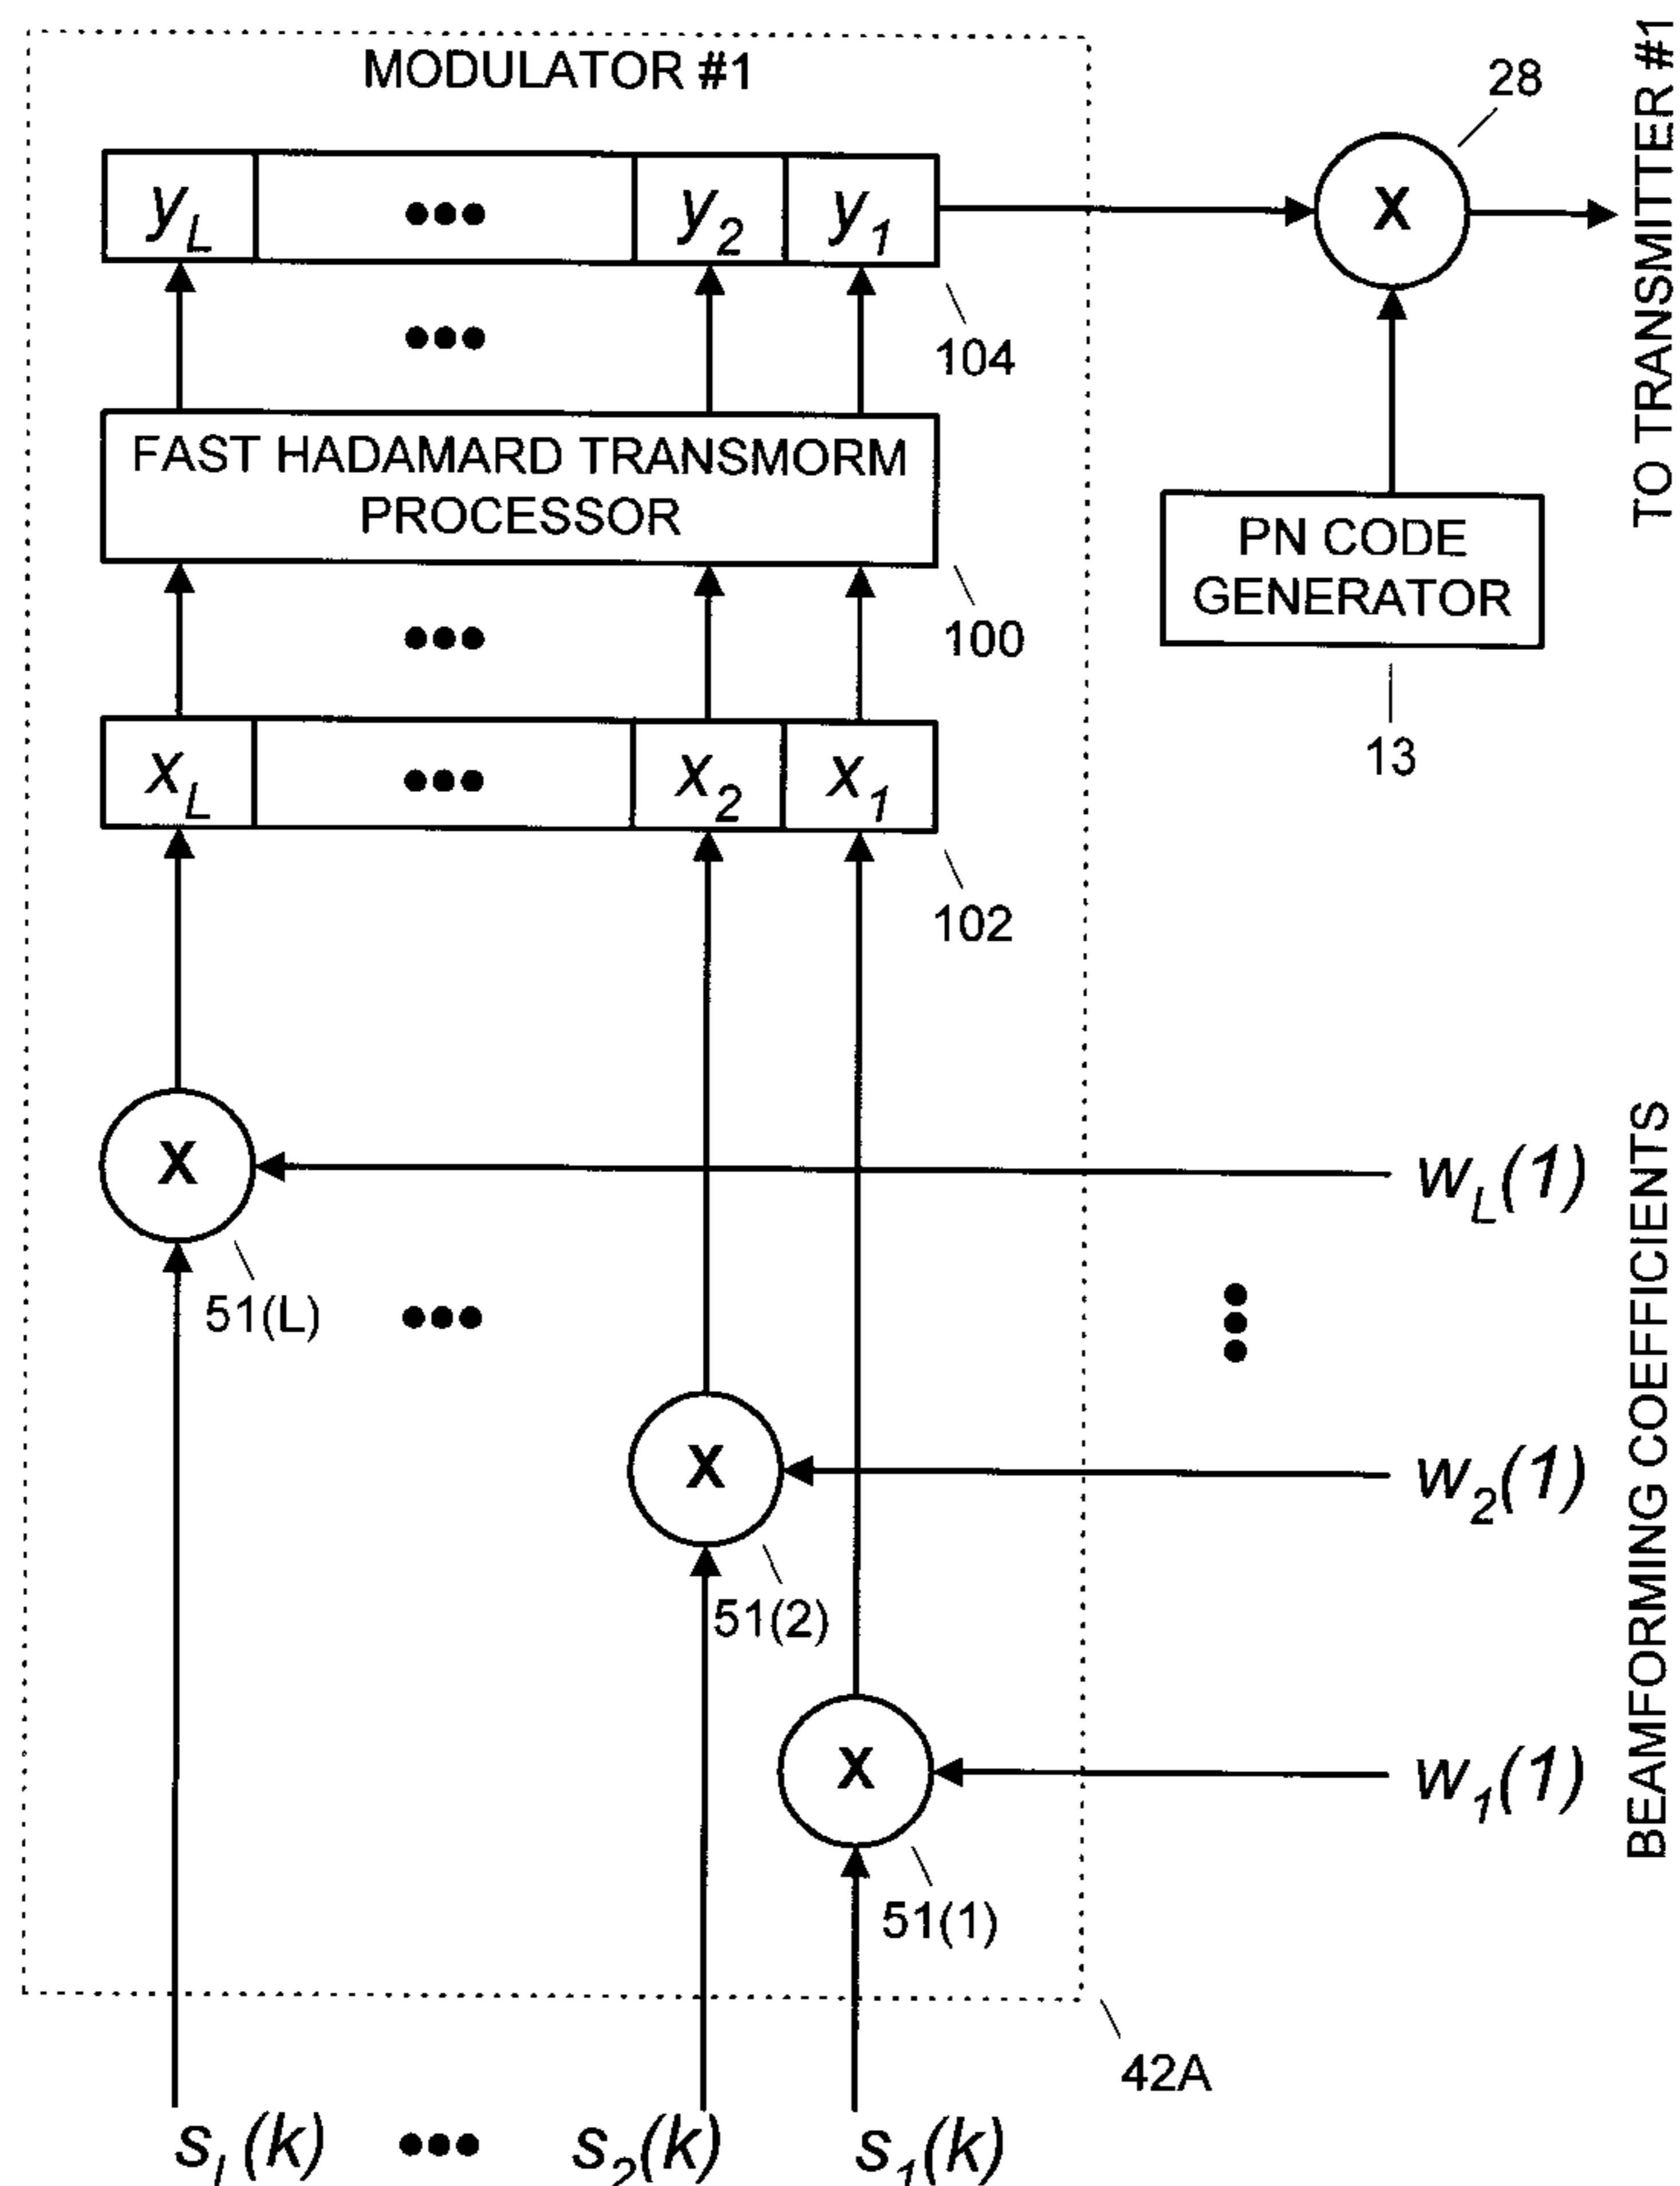 MODULATOR #1
28
TO TRANSMITTER #1
y_L ••• y_2 y_1
X
•••
104
FAST HADAMARD TRANSMORM
PROCESSOR
PN CODE
GENERATOR
•••
100
13
x_L ••• x_2 x_1
102
X
w_L(1)
BEAMFORMING COEFFICIENTS
51(L)
•••
X
w_2(1)
51(2)
X
w_1(1)
51(1)
42A
s_L(k) ••• s_2(k) s_1(k)